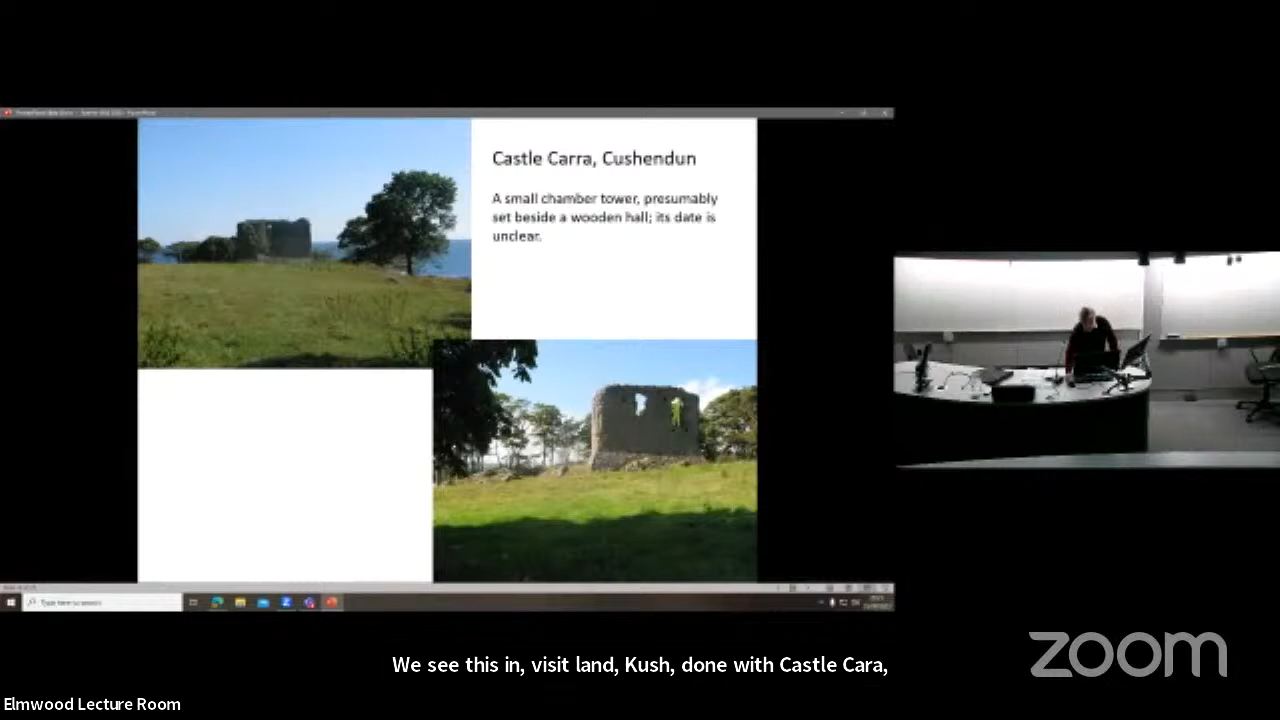 Castle Carra, Cushendun
A small chamber tower, presumably
set beside a wooden hall; its date is
unclear.
We see this in, visit land, Kush, done with Castle Cara,
zoom
Elmwood Lecture Room